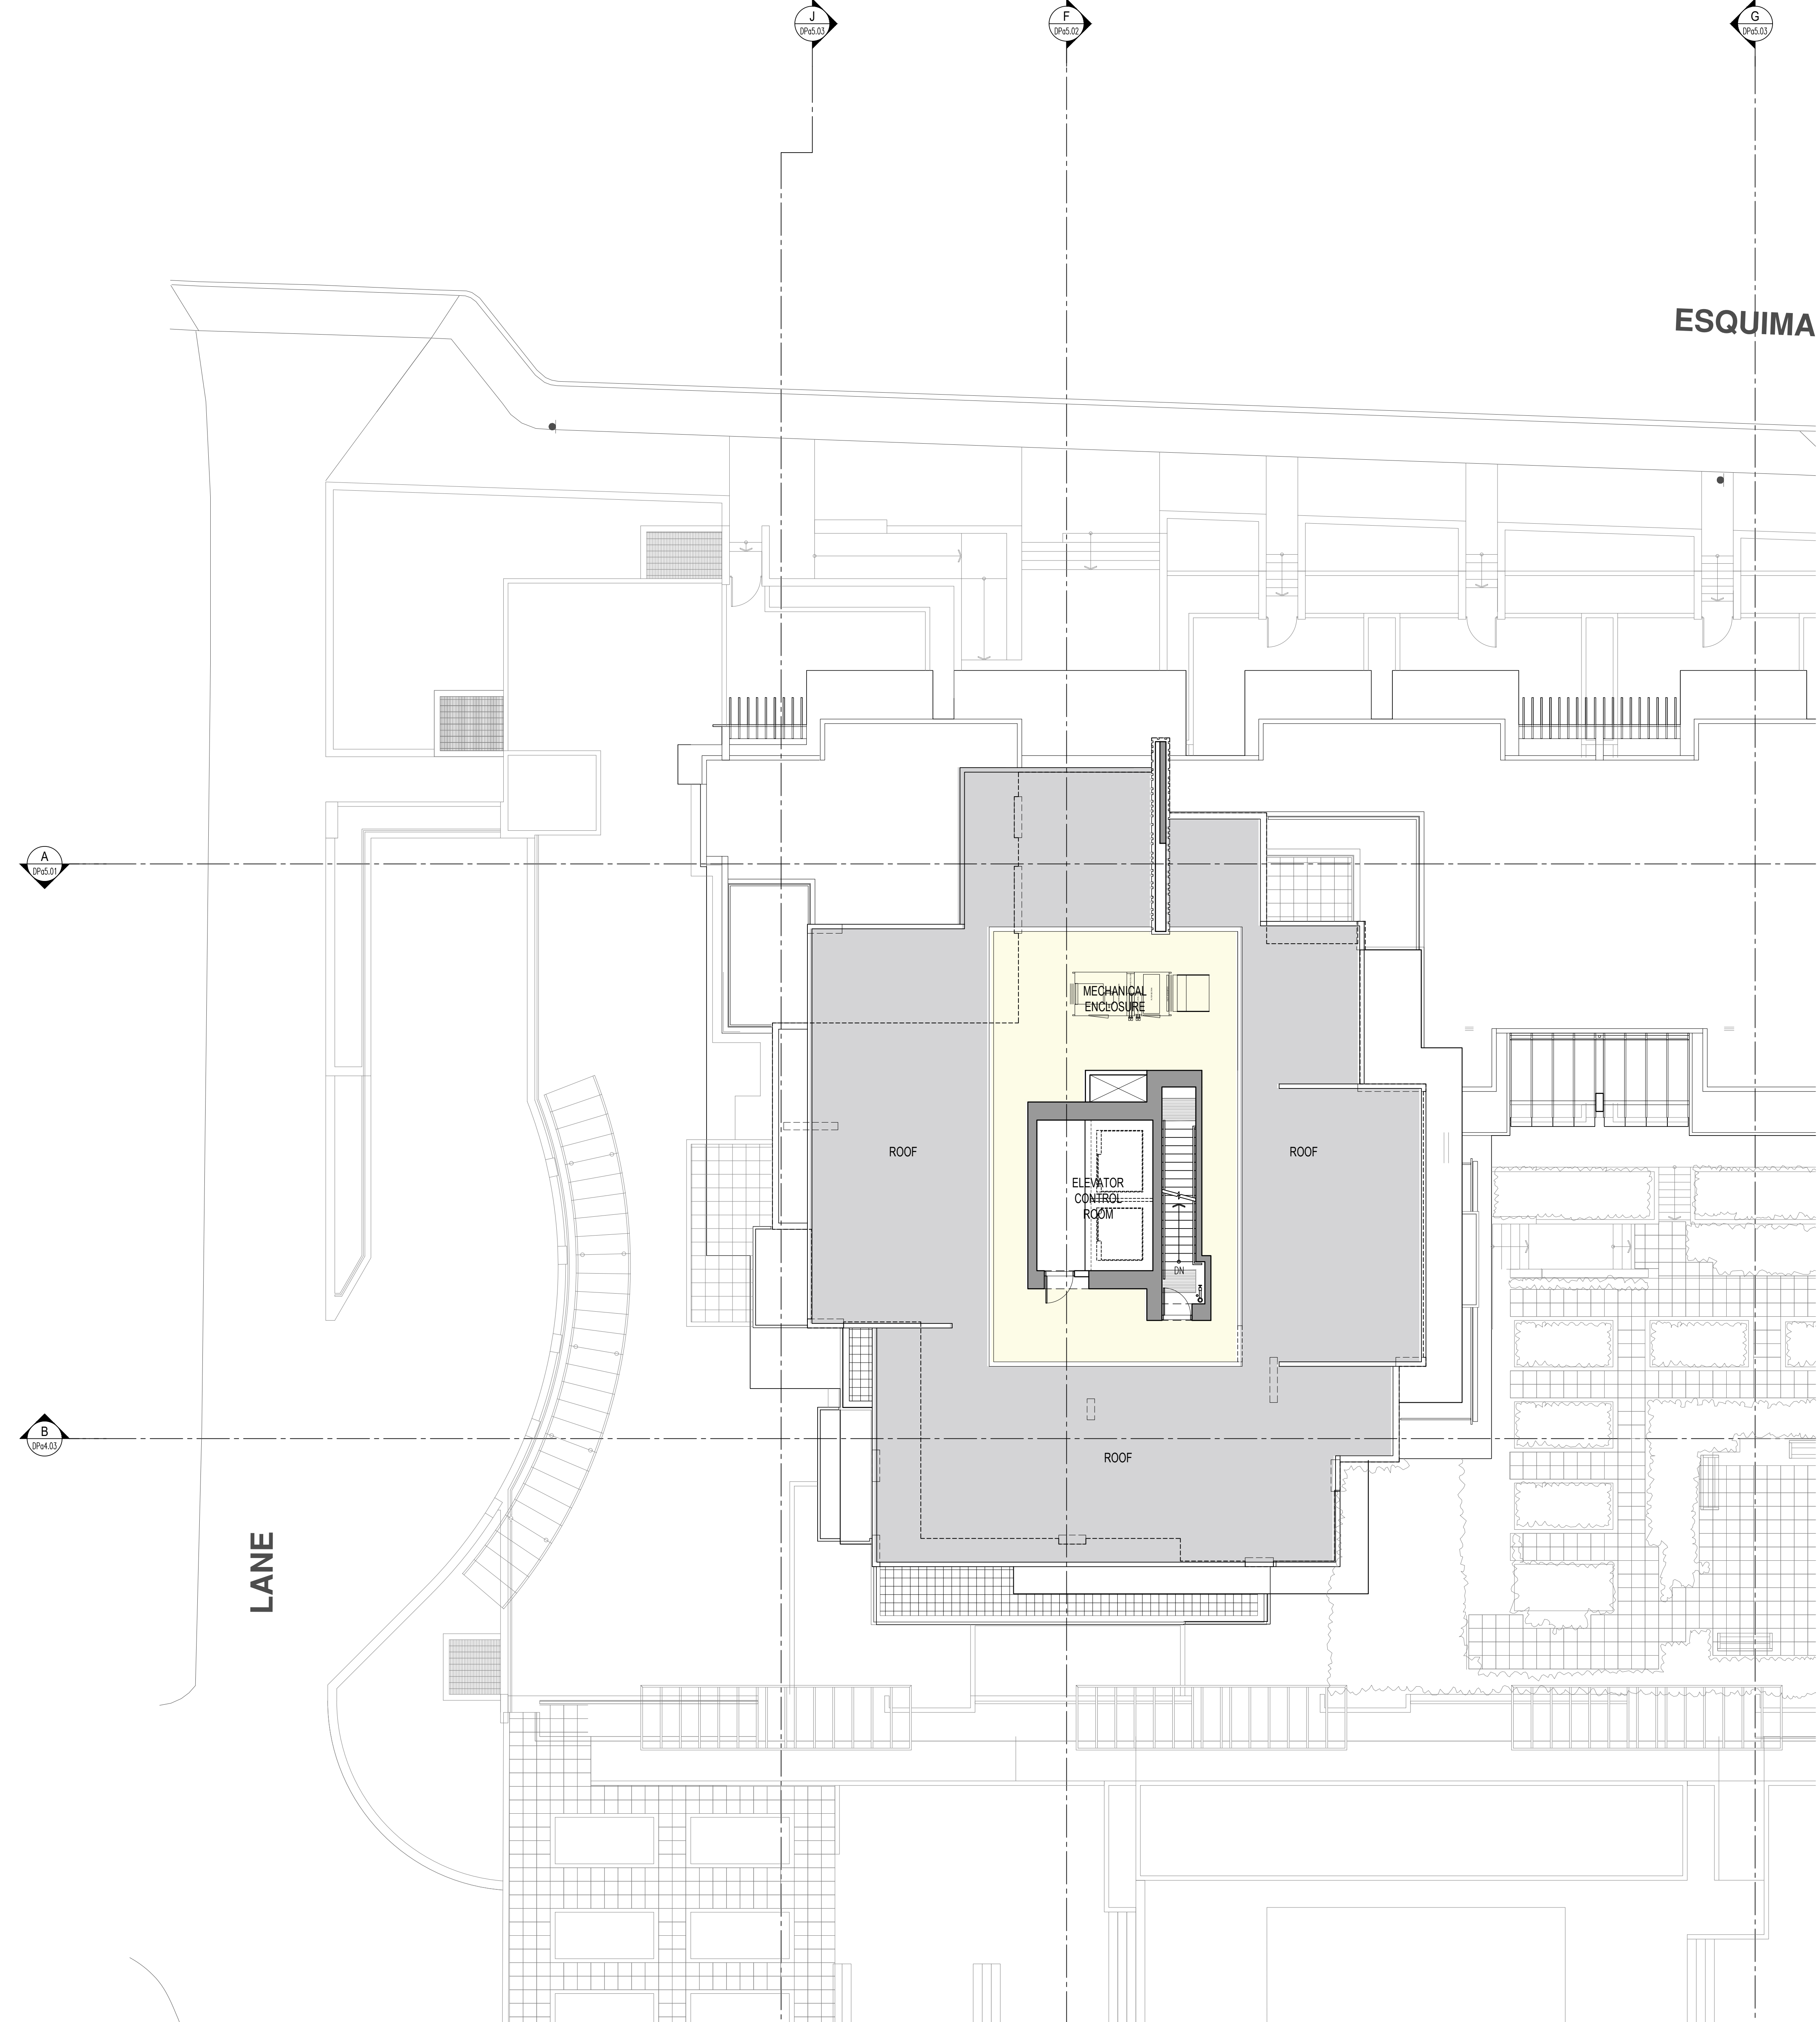 J
DPa5.03
F
DPa5.02
G
DPa5.03
ESQUIMA
A
DPa5.01
MECHANICAL
ENCLOSURE
ROOF
ROOF
ELEVATOR
CONTROL
ROOM
DN
B
DPa4.03
ROOF
LANE